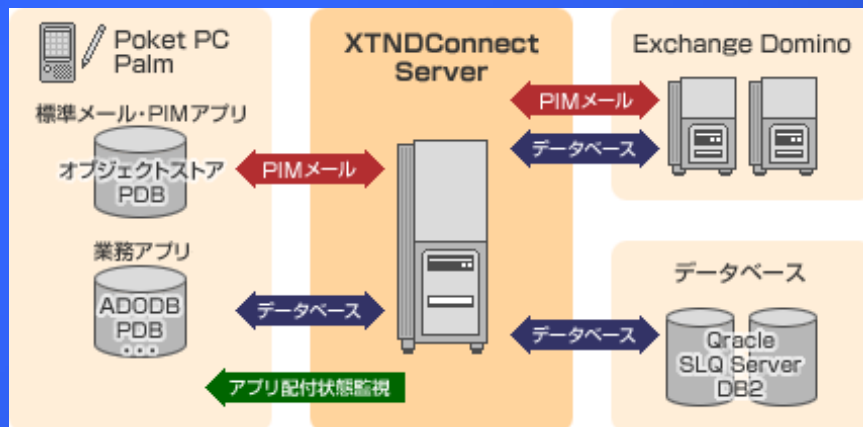 Poket PC
Palm
標準メール・PIMアプリ
オブジェクトストア
PDB
業務アプリ
ADODB
PDB
・・・
XTNDConnect
Server
PIMメール
データベース
アプリ配付状態監視
PIMメール
データベース
データベース
Exchange Domino
データベース
Qracle
SLQ Server
DB2